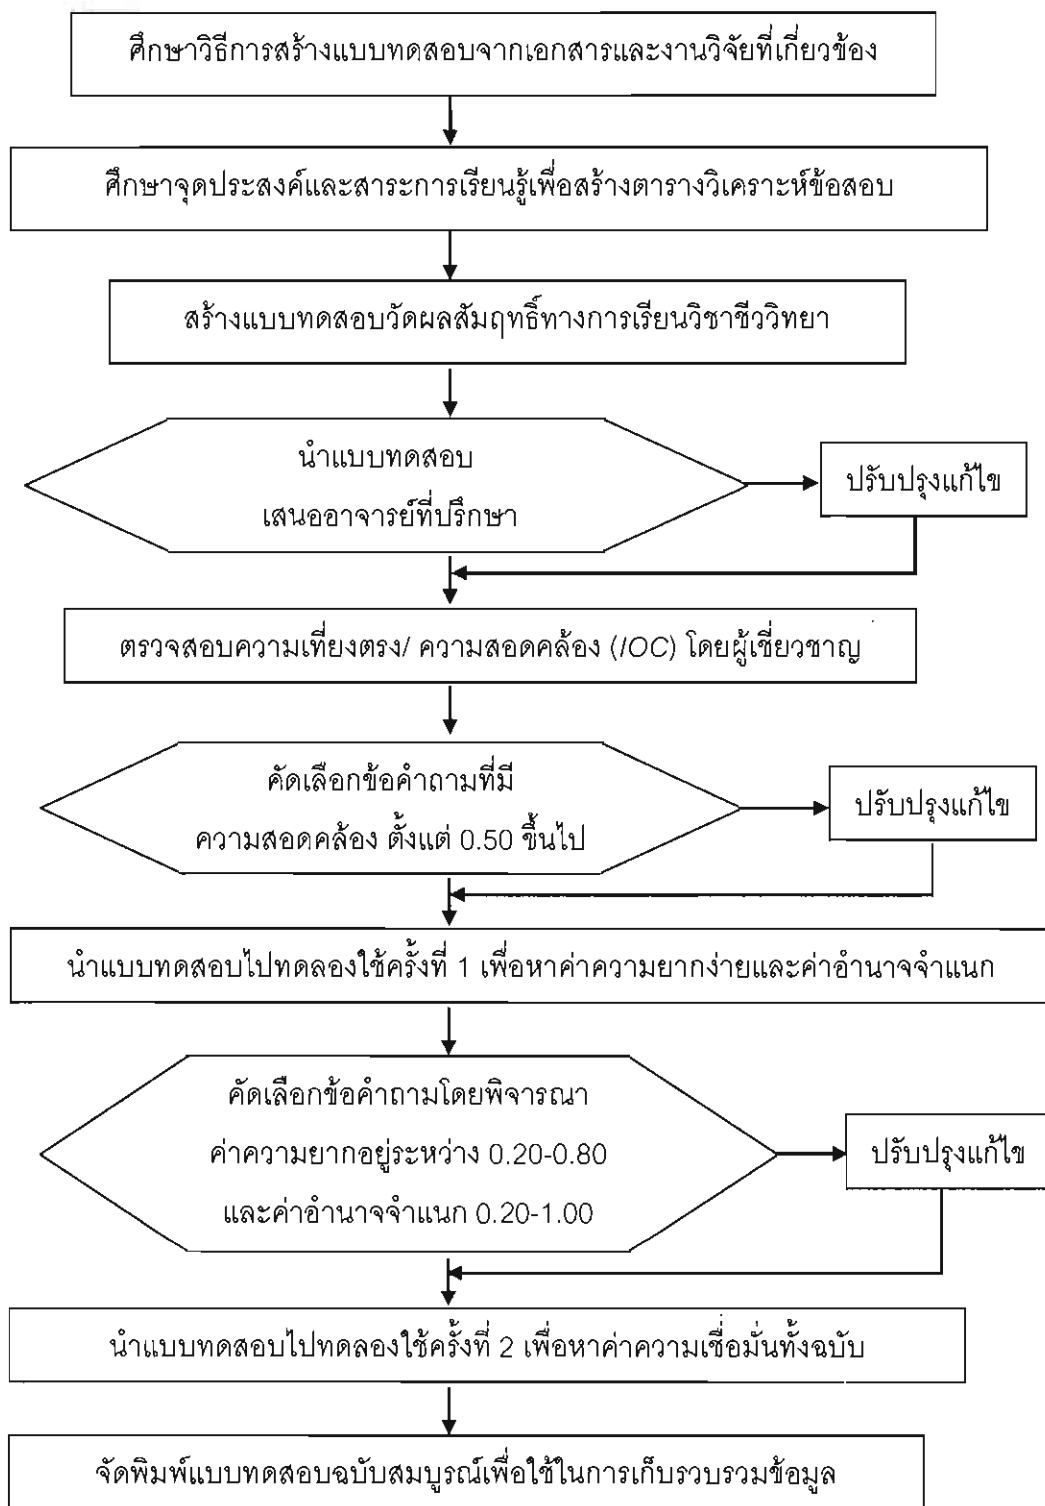 ศึกษาวิธีการสร้างแบบทดสอบจากเอกสารและงานวิจัยที่เกี่ยวข้อง
ศึกษาจุดประสงค์และสาระการเรียนรู้เพื่อสร้างตารางวิเคราะห์ข้อสอบ
สร้างแบบทดสอบวัดผลสัมฤทธิ์ทางการเรียนวิชาชีววิทยา
นำแบบทดสอบ
เสนออาจารย์ที่ปรึกษา
ปรับปรุงแก้ไข
ตรวจสอบความเที่ยงตรง/ ความสอดคล้อง (IOC) โดยผู้เชี่ยวชาญ
คัดเลือกข้อคำถามที่มี
ความสอดคล้อง ตั้งแต่ 0.50 ขึ้นไป
ปรับปรุงแก้ไข
นำแบบทดสอบไปทดลองใช้ครั้งที่ 1 เพื่อหาค่าความยากง่ายและค่าอำนาจจำแนก
คัดเลือกข้อคำถามโดยพิจารณา
ค่าความยากอยู่ระหว่าง 0.20-0.80
และค่าอำนาจจำแนก 0.20-1.00
ปรับปรุงแก้ไข
นำแบบทดสอบไปทดลองใช้ครั้งที่ 2 เพื่อหาค่าความเชื่อมั่นทั้งฉบับ
จัดพิมพ์แบบทดสอบฉบับสมบูรณ์เพื่อใช้ในการเก็บรวบรวมข้อมูล